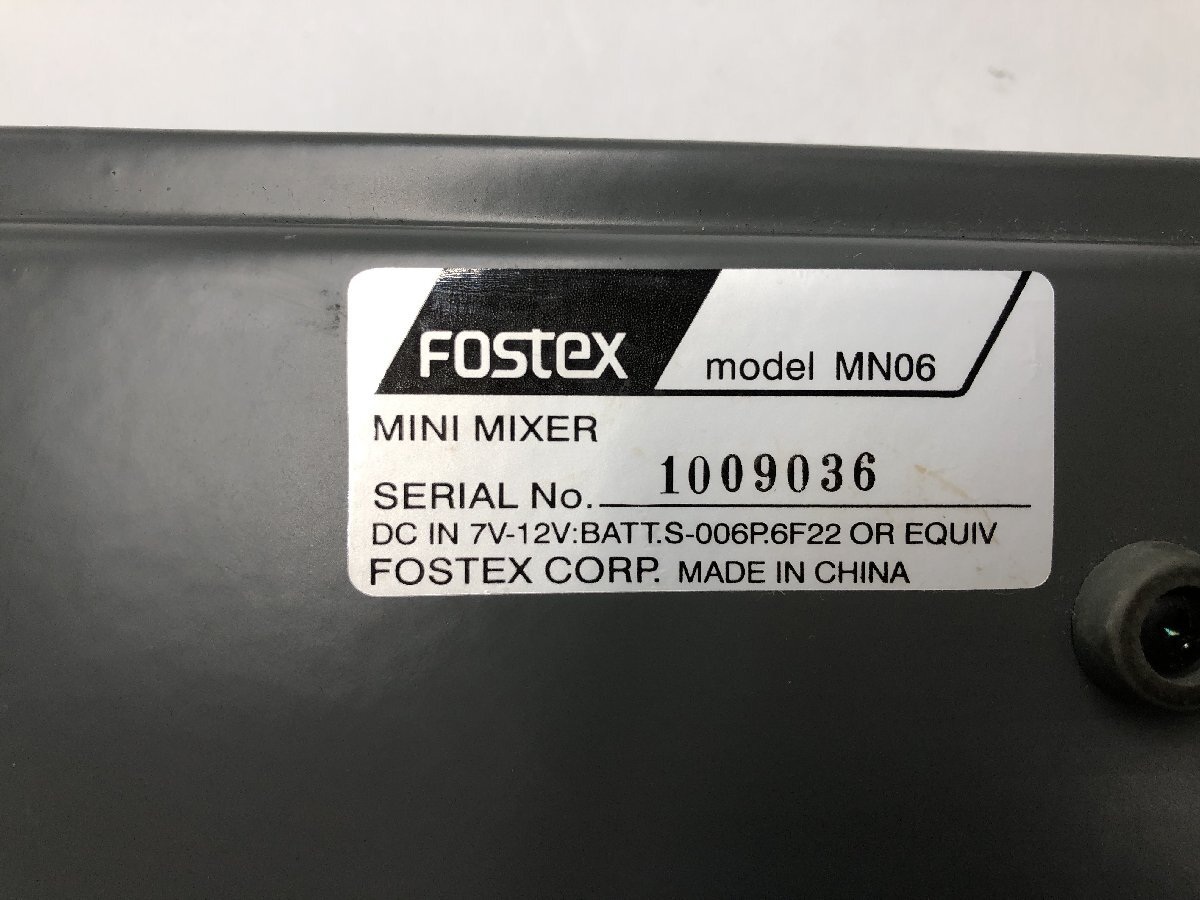 FOSTEX model MN06
MINI MIXER
SERIAL No. 1009036
DC IN 7V-12V:BATT.S-006P.6F22 OR EQUIV
FOSTEX CORP. MADE IN CHINA